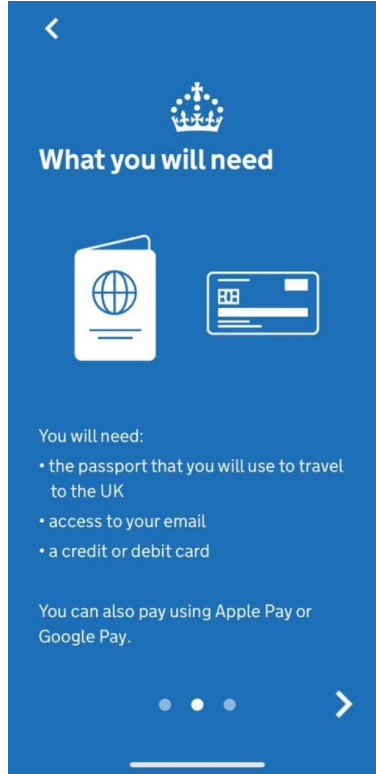 What you will need
You will need:
• the passport that you will use to travel
to the UK
• access to your email
• a credit or debit card
You can also pay using Apple Pay or
Google Pay.